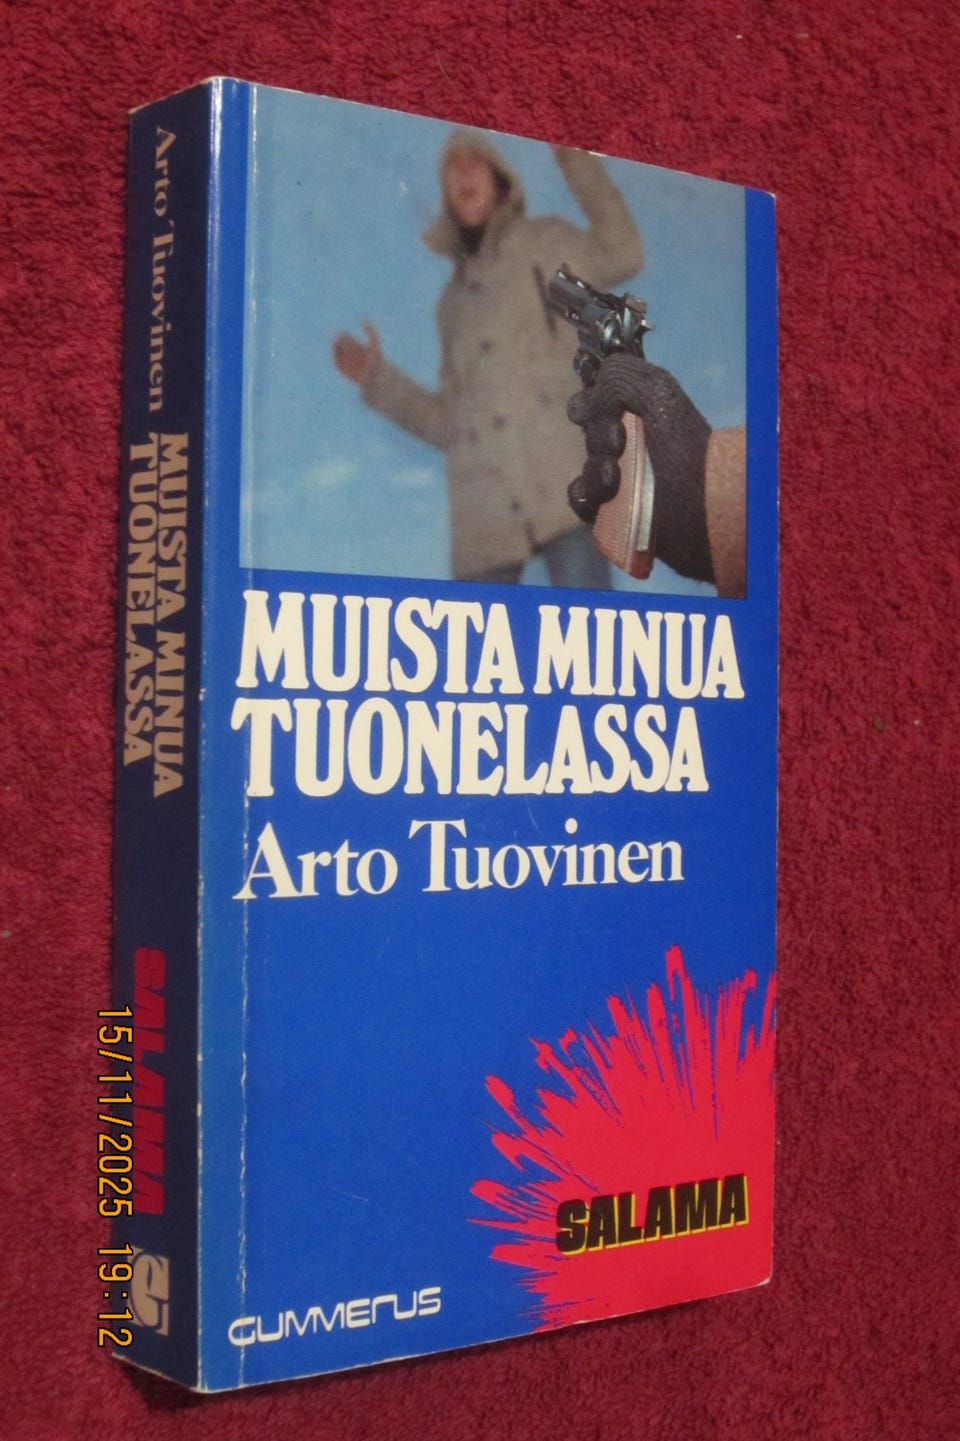 MUISTA MINUA
TUONELASSA
Arto Tuovinen
SALAMA
GUMMERUS
Arto Tuovinen
MUISTA MINUA
TUONELASSA
SALAMA
15/11/2025 19:12